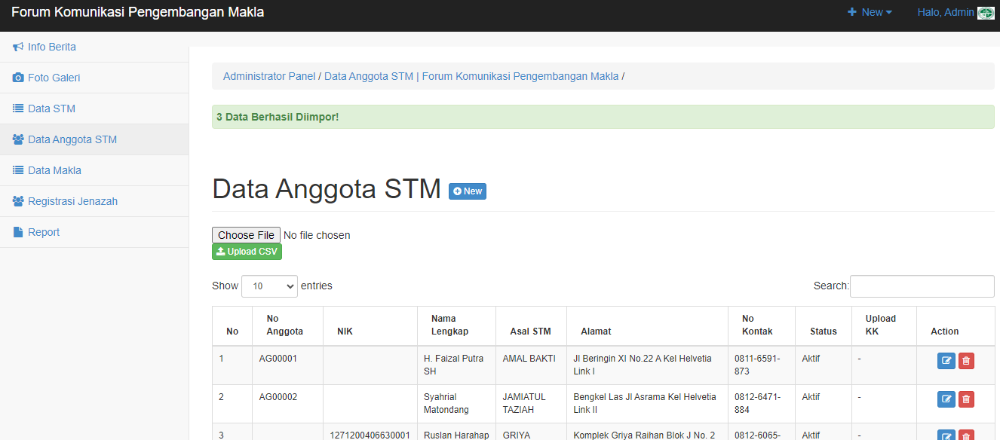 Forum Komunikasi Pengembangan Makla
New
Halo, Admin
Info Berita
Foto Galeri
Data STM
Data Anggota STM
Data Makla
Registrasi Jenazah
Report
Administrator Panel / Data Anggota STM | Forum Komunikasi Pengembangan Makla /
3 Data Berhasil Diimpor!
Data Anggota STM New
Choose File No file chosen
Upload CSV
Show 10 entries
Search:
No
No
Anggota
NIK
Nama
Lengkap
Asal STM
Alamat
No
Kontak
Status
Upload
KK
Action
1
AG00001
H. Faizal Putra
SH
AMAL BAKTI
Jl Beringin XI No.22 A Kel Helvetia
Link I
0811-6591-
873
Aktif
-
2
AG00002
Syahrial
Matondang
JAMIATUL
TAZIAH
Bengkel Las Jl Asrama Kel Helvetia
Link II
0812-6471-
884
Aktif
-
3
1271200406630001
Ruslan Harahap
GRIYA
Komplek Griya Raihan Blok J No. 2
0812-6065-
Aktif
-